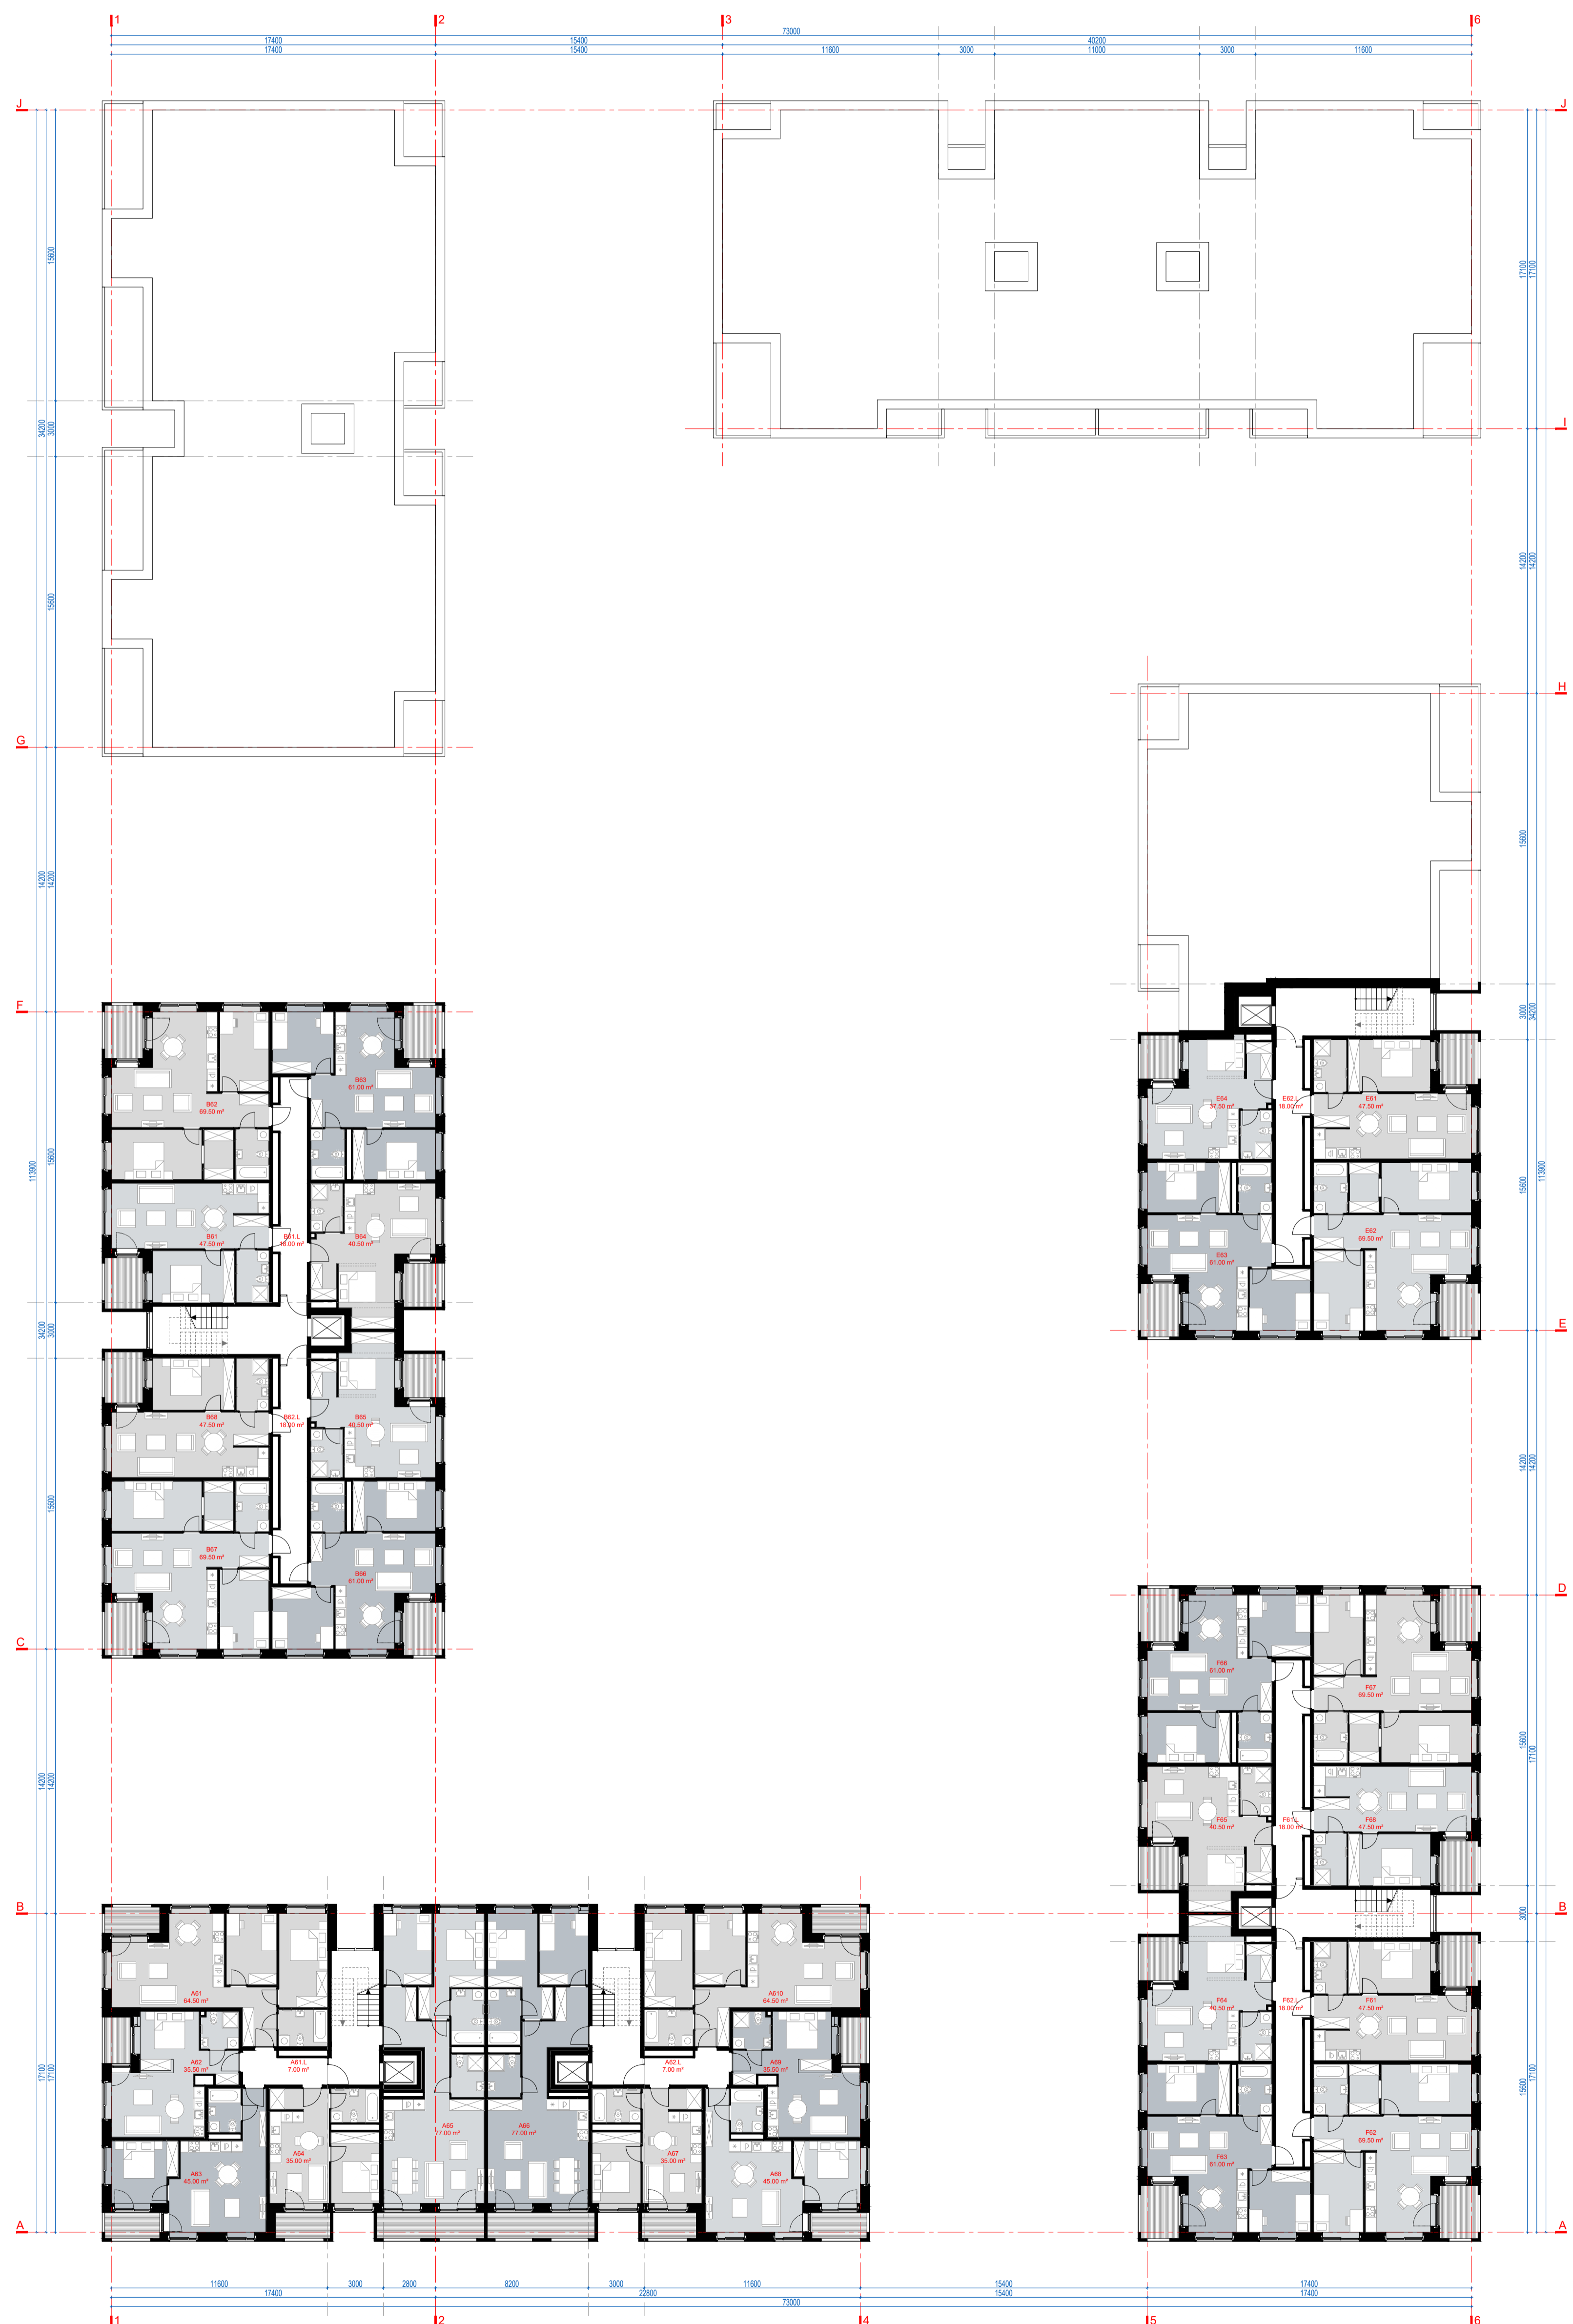 1 2 3 6
73000
17400 15400 40200
17400 15400 11600 3000 11000 3000 11600
J J
15600 17100 17100
34200 3000
I
15600 14200 14200
H
G
15600
14200 14200
F
3000 34200
B62
69.50 m²
B63
61.00 m²
E64
37.50 m²
E62.L
18.00 m²
E61
47.50 m²
113900 15600 15600 113900
B61
47.50 m²
B61.L
18.00 m²
B64
40.50 m²
E63
61.00 m²
E62
69.50 m²
34200 3000
E
B68
47.50 m²
B62.L
18.00 m²
B65
40.50 m²
15600 14200 14200
B67
69.50 m²
B66
61.00 m²
D
C
F66
61.00 m²
F67
69.50 m²
14200 14200 15600 17100
F65
40.50 m²
F61.L
18.00 m²
F68
47.50 m²
B 3000 B
A61
64.50 m²
A610
64.50 m²
F64
40.50 m²
F62.L
18.00 m²
F61
47.50 m²
A62
35.50 m²
A61.L
7.00 m²
A62.L
7.00 m²
A69
35.50 m²
17100 17100 15600 17100
A63
45.00 m²
A64
35.00 m²
A65
77.00 m²
A66
77.00 m²
A67
35.00 m²
A68
45.00 m²
F63
61.00 m²
F62
69.50 m²
A A
11600 3000 2800 8200 3000 11600 15400 17400
17400 22800 15400 17400
73000
1 2 4 5 6